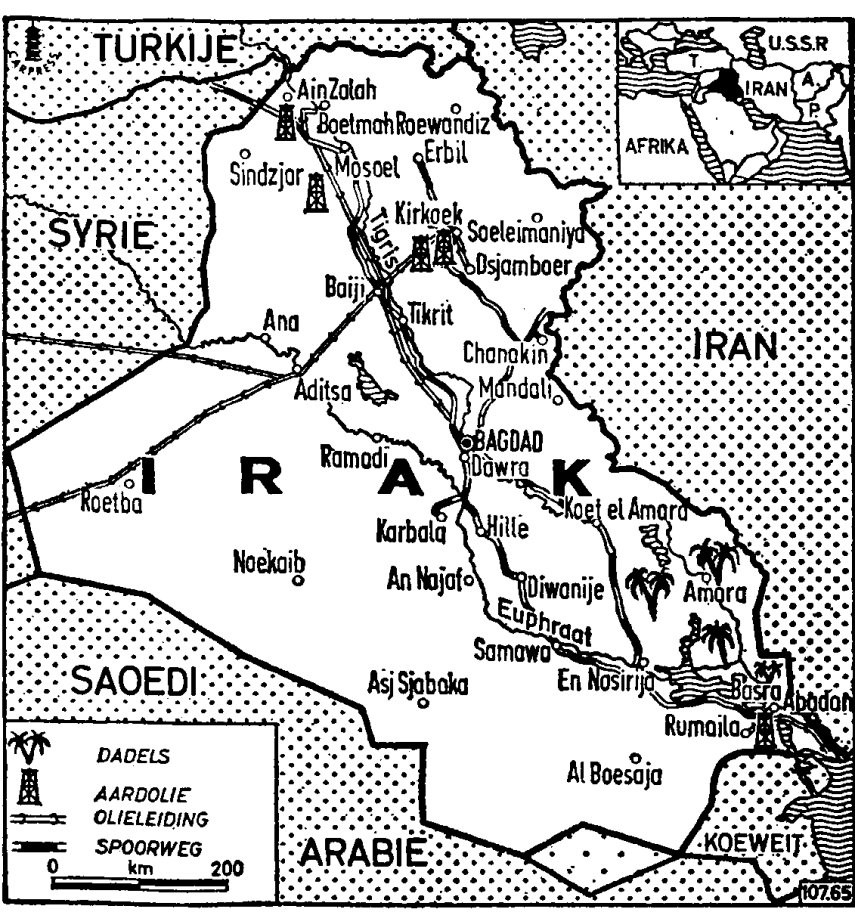 TURKIJE
U.S.S.R
T.
IRAN
A
P
AFRIKA
Ain Zalah
Boetmah
Roewandiz
Erbil
Mosoel
Sindzjar
SYRIE
Kirkoek
Soeleimaniya
Tigris
Dsjamboer
Baiji
Tikrit
Ana
IRAN
Chanakin
Aditsa
Mandali
BAGDAD
Ramadi
Dawra
IRAK
Roetba
Karbala
Koet el Amara
Hille
Noekaib
An Najaf
Diwanije
Amara
Euphraat
Samawa
SAOEDI
Asj Sjabaka
En Nasirija
Basra
Abadan
Rumaila
Al Boesaja
DADELS
AARDOLIE
OLIELEIDING
SPOORWEG
0 km 200
ARABIE
KOEWEIT
107.65